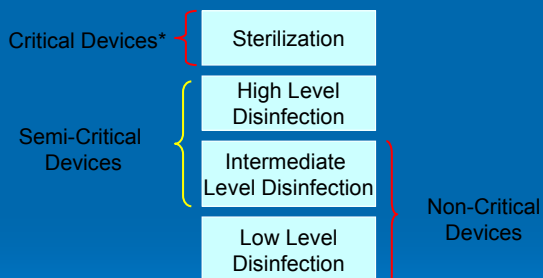 Critical Devices*
Sterilization
High Level
Disinfection
Semi-Critical
Devices
Intermediate
Level Disinfection
Non-Critical
Devices
Low Level
Disinfection